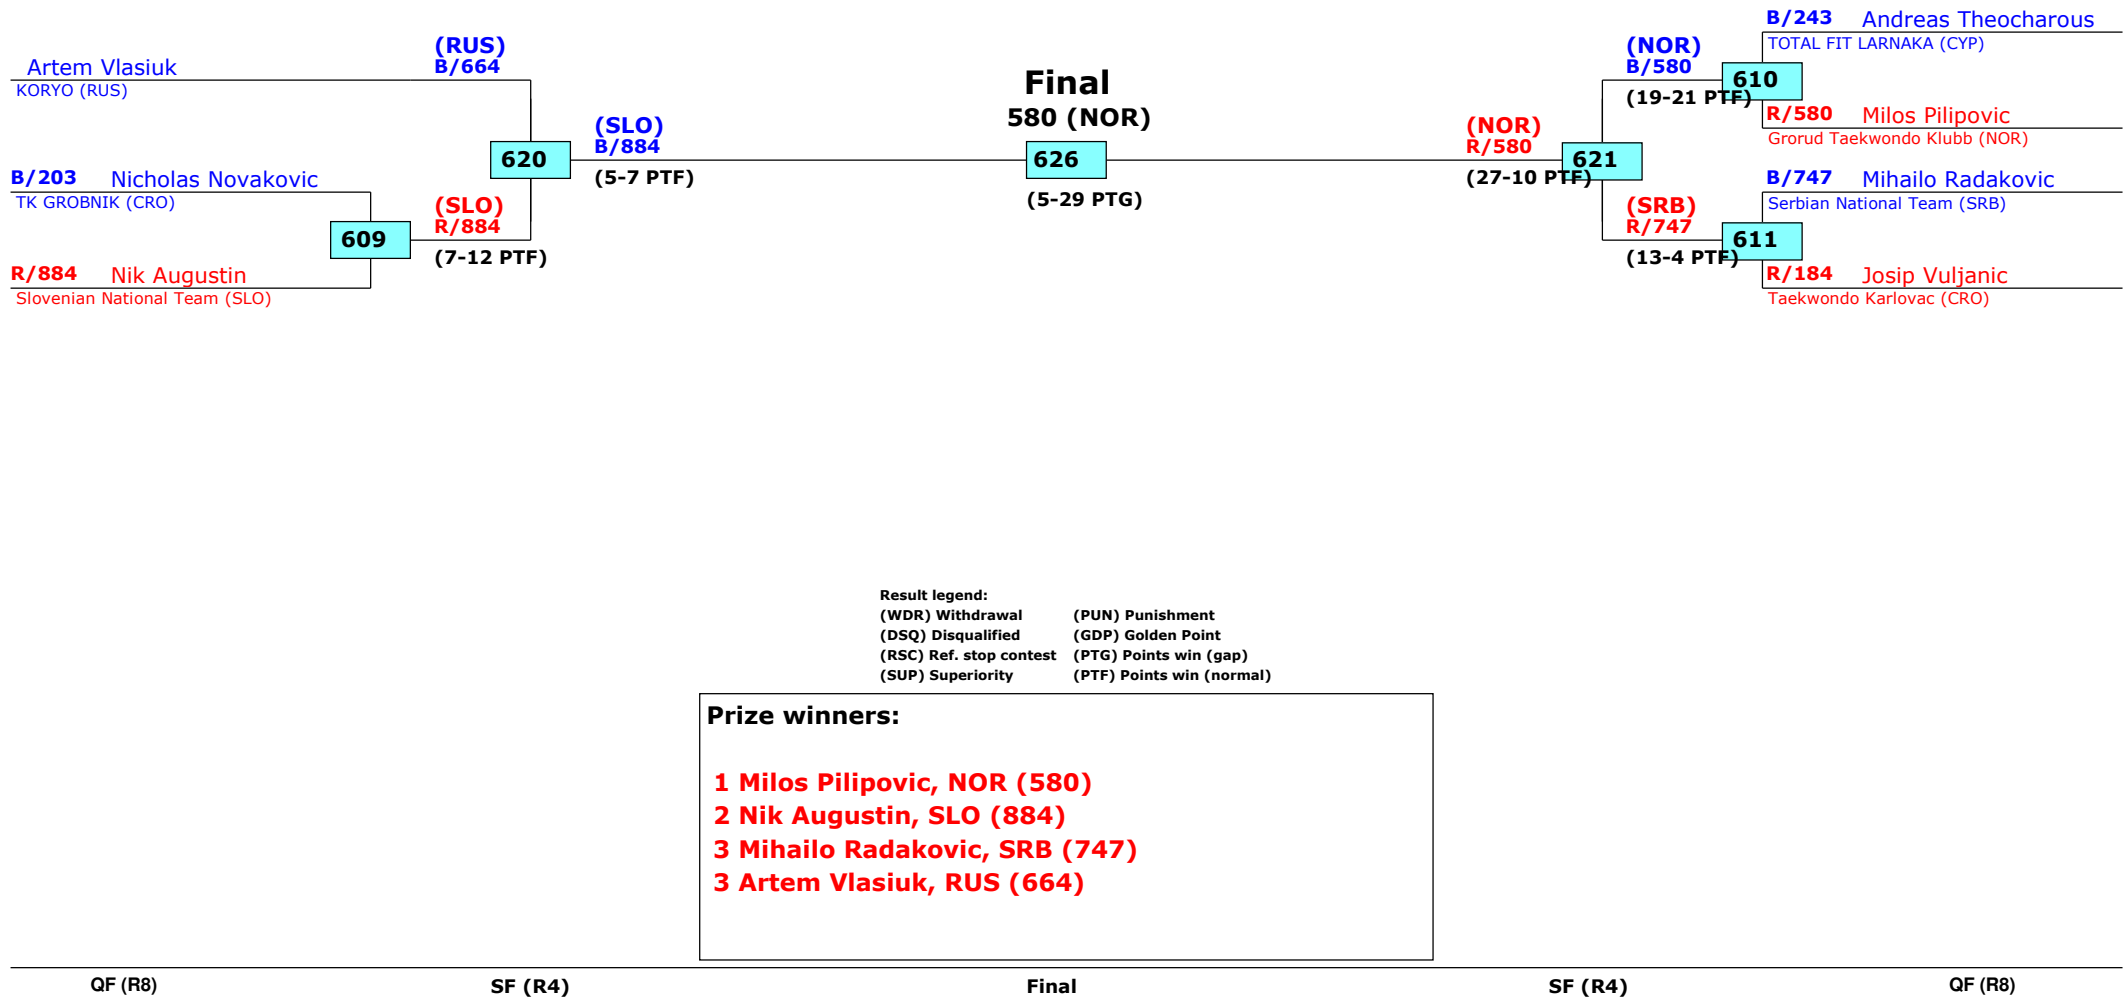 Artem Vlasiuk
KORYO (RUS)
(RUS)
B/664
B/203 Nicholas Novakovic
TK GROBNIK (CRO)
609
R/884 Nik Augustin
Slovenian National Team (SLO)
(SLO)
R/884
(7-12 PTF)
620
(SLO)
B/884
(5-7 PTF)
Final
580 (NOR)
626
(5-29 PTG)
(NOR)
R/580
(27-10 PTF)
621
(NOR)
B/580
(19-21 PTF)
610
B/243 Andreas Theocharous
TOTAL FIT LARNAKA (CYP)
R/580 Milos Pilipovic
Grorud Taekwondo Klubb (NOR)
(SRB)
R/747
(13-4 PTF)
611
B/747 Mihailo Radakovic
Serbian National Team (SRB)
R/184 Josip Vuljanic
Taekwondo Karlovac (CRO)
Result legend:
(WDR) Withdrawal (PUN) Punishment
(DSQ) Disqualified (GDP) Golden Point
(RSC) Ref. stop contest (PTG) Points win (gap)
(SUP) Superiority (PTF) Points win (normal)
Prize winners:
1 Milos Pilipovic, NOR (580)
2 Nik Augustin, SLO (884)
3 Mihailo Radakovic, SRB (747)
3 Artem Vlasiuk, RUS (664)
QF (R8) SF (R4) Final SF (R4) QF (R8)